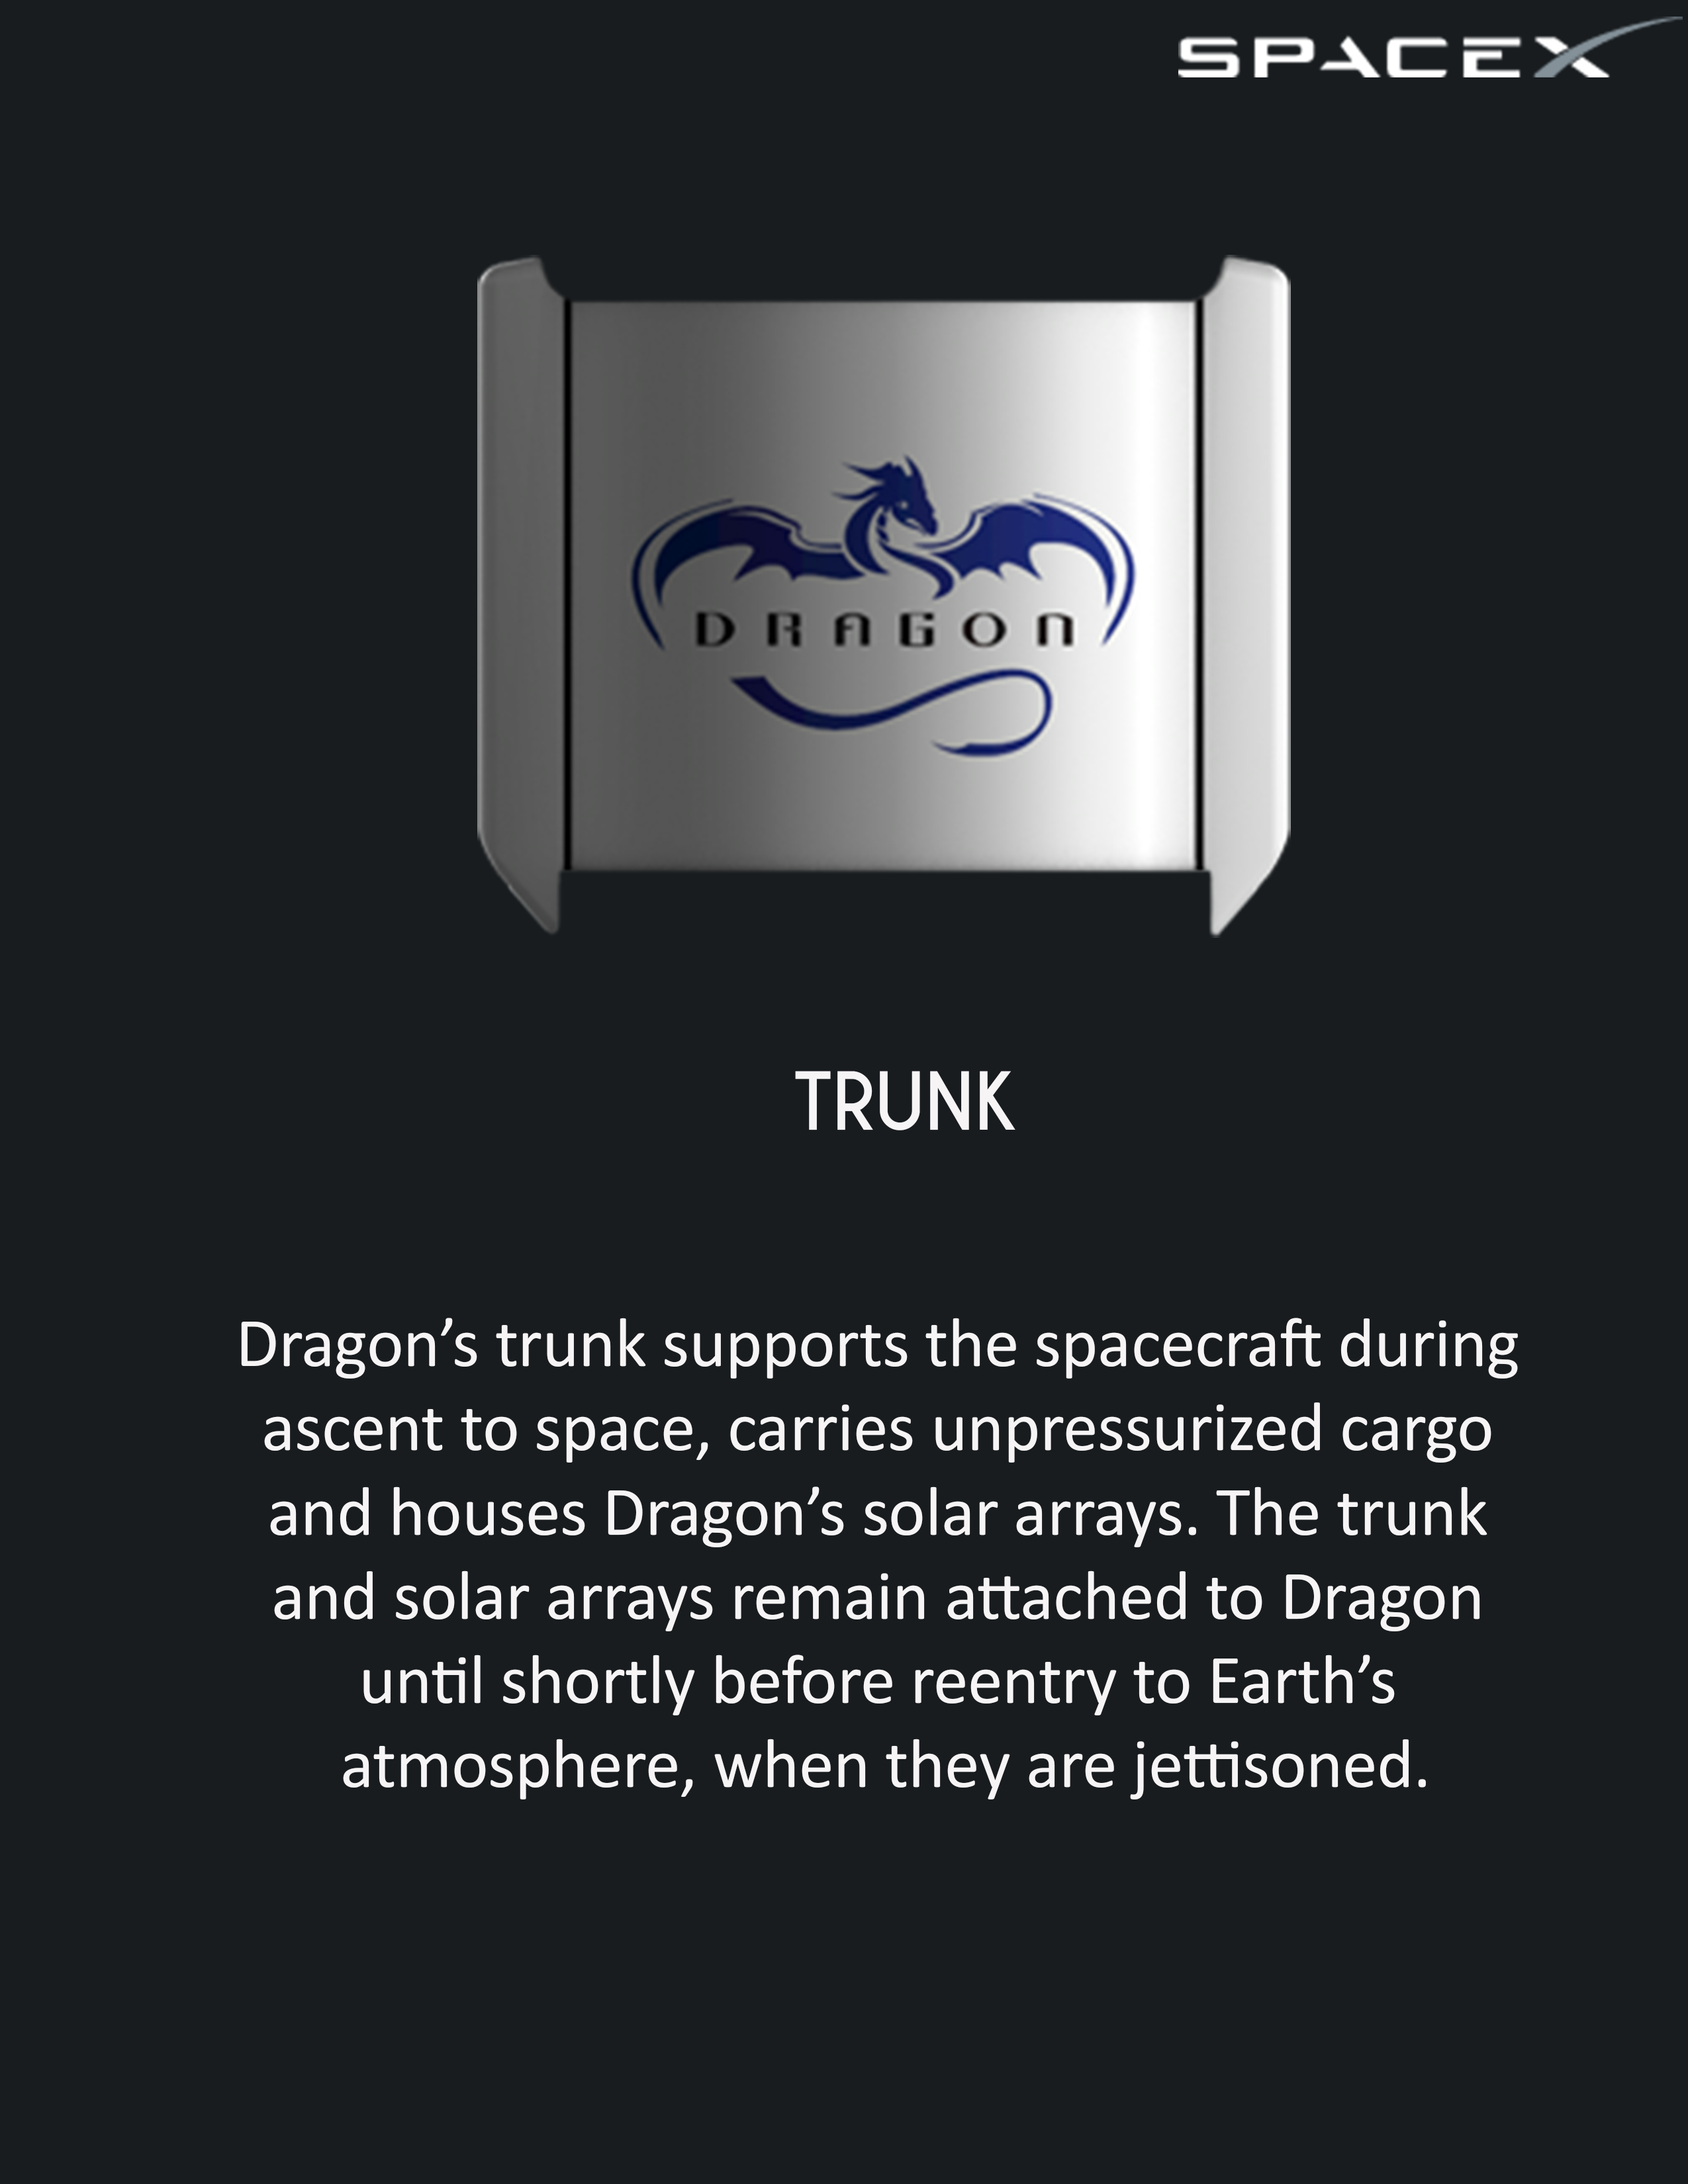 SPACEX
DRAGON
TRUNK
Dragon’s trunk supports the spacecraft during
ascent to space, carries unpressurized cargo
and houses Dragon’s solar arrays. The trunk
and solar arrays remain attached to Dragon
until shortly before reentry to Earth’s
atmosphere, when they are jettisoned.